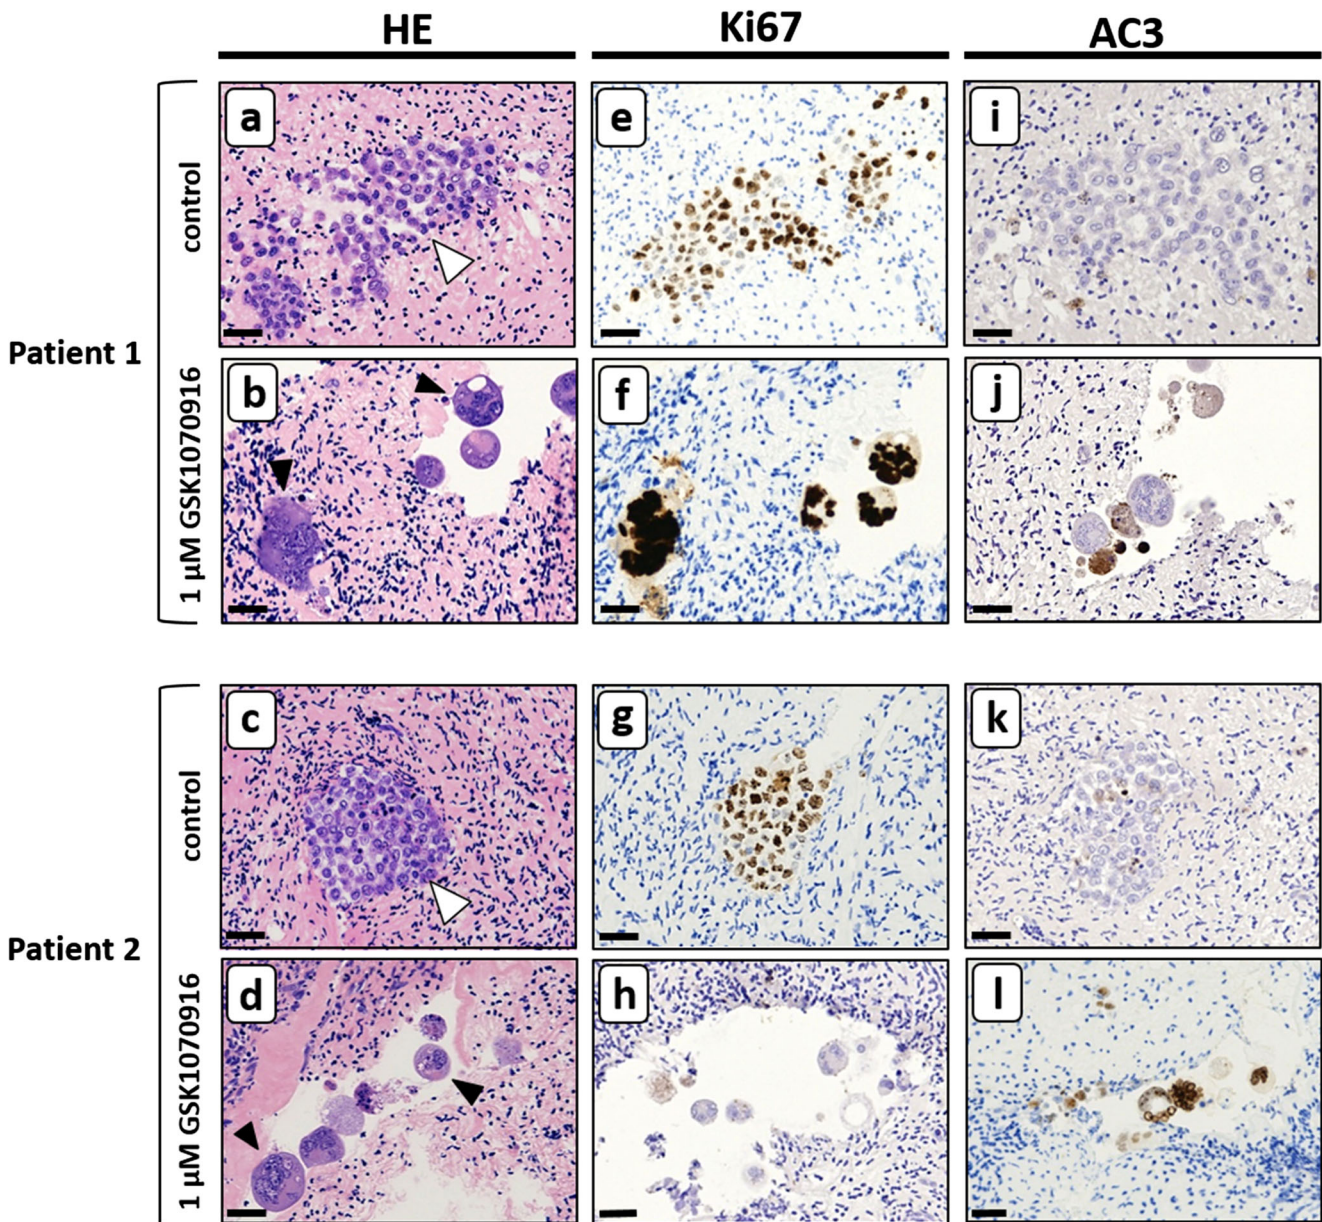 HE Ki67 AC3
Patient 1
control
a e i
1 µM GSK1070916
b f j
Patient 2
control
c g k
1 µM GSK1070916
d h l